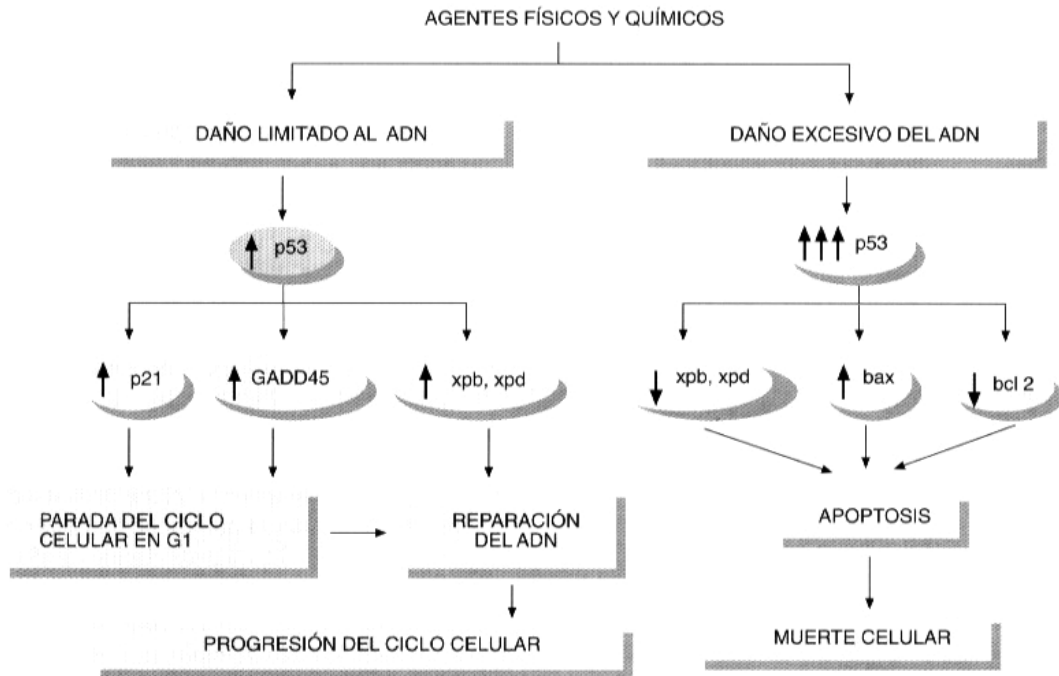 AGENTES FÍSICOS Y QUÍMICOS
DAÑO LIMITADO AL ADN
DAÑO EXCESIVO DEL ADN
p53
p53
p21
GADD45
xpb, xpd
xpb, xpd
bax
bcl 2
PARADA DEL CICLO
CELULAR EN G1
REPARACIÓN
DEL ADN
APOPTOSIS
PROGRESIÓN DEL CICLO CELULAR
MUERTE CELULAR